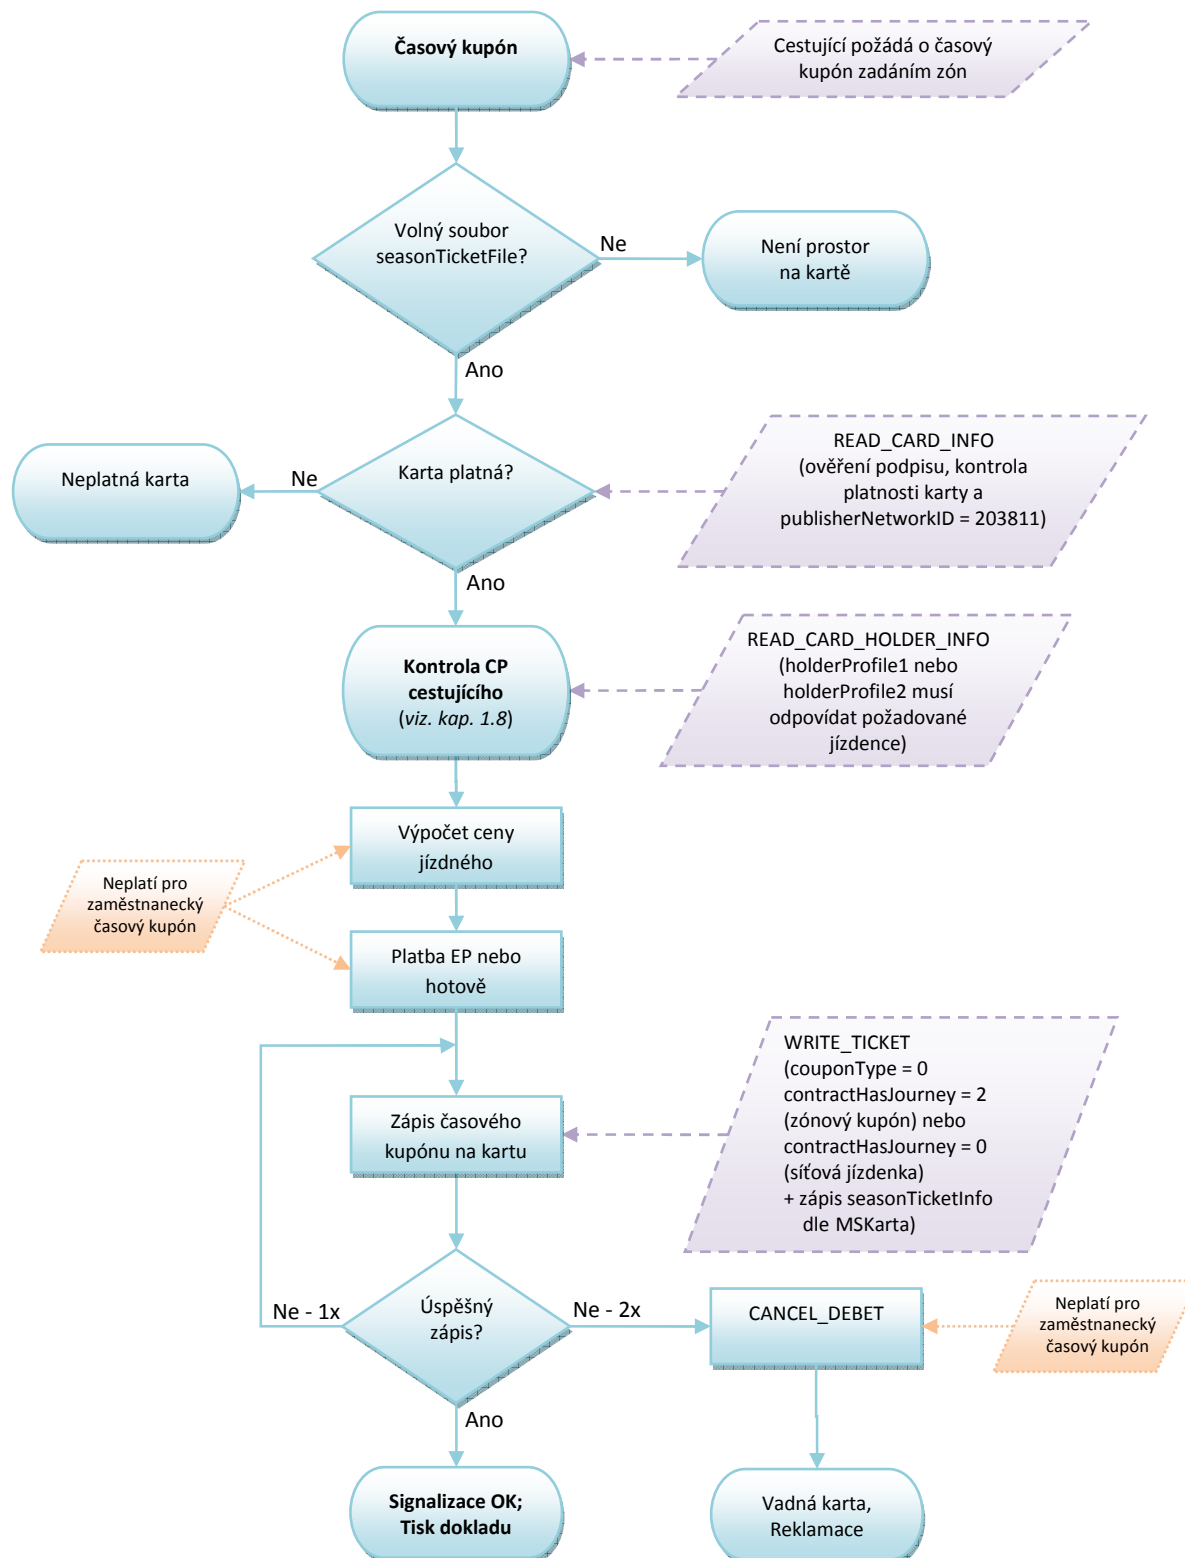 Časový kupón
Cestující požádá o časový
kupón zadáním zón
Volný soubor
seasonTicketFile?
Ne
Není prostor
na kartě
Ano
Neplatná karta
Ne
Karta platná?
READ_CARD_INFO
(ověření podpisu, kontrola
platnosti karty a
publisherNetworkID = 203811)
Ano
Kontrola CP
cestujícího
(viz. kap. 1.8)
READ_CARD_HOLDER_INFO
(holderProfile1 nebo
holderProfile2 musí
odpovídat požadované
jízdence)
Výpočet ceny
jízdného
Neplatí pro
zaměstnanecký
časový kupón
Platba EP nebo
hotově
WRITE_TICKET
(couponType = 0
contractHasJourney = 2
(zónový kupón) nebo
contractHasJourney = 0
(síťová jízdenka)
+ zápis seasonTicketInfo
dle MSKarta)
Zápis časového
kupónu na kartu
Ne - 1x
Úspěšný
zápis?
Ne - 2x
CANCEL_DEBET
Neplatí pro
zaměstnanecký
časový kupón
Ano
Signalizace OK;
Tisk dokladu
Vadná karta,
Reklamace